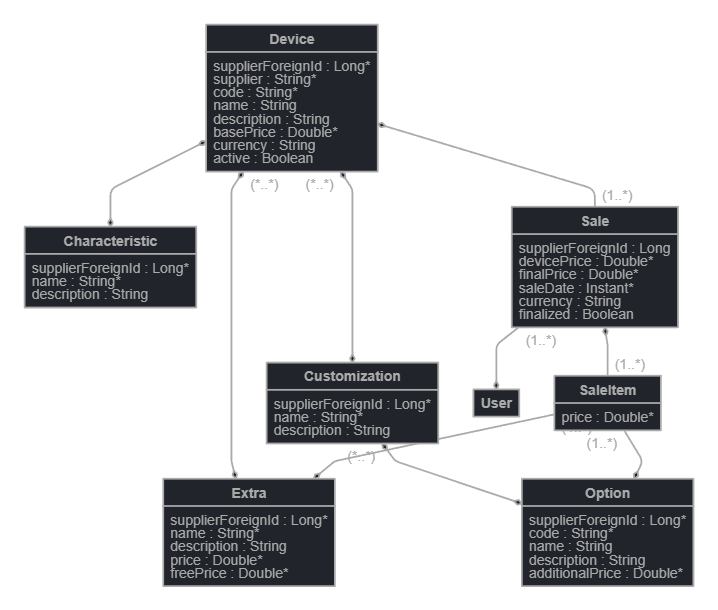 Device
supplierForeignId : Long*
supplier : String*
code : String*
name : String
description : String
basePrice : Double*
currency : String
active : Boolean
(*..*)
(*..*)
(1..*)
Characteristic
supplierForeignId : Long*
name : String*
description : String
Sale
supplierForeignId : Long
devicePrice : Double*
finalPrice : Double*
saleDate : Instant*
currency : String
finalized : Boolean
(1..*)
(1..*)
Customization
supplierForeignId : Long*
name : String*
description : String
User
SaleItem
price : Double*
(1..*)
(*..*)
Extra
supplierForeignId : Long*
name : String*
description : String
price : Double*
freePrice : Double*
Option
supplierForeignId : Long*
code : String*
name : String
description : String
additionalPrice : Double*